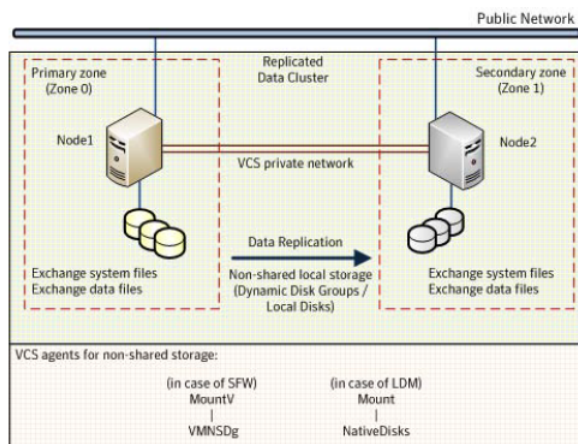 Public Network
Replicated
Data Cluster
Primary zone
(Zone 0)
Secondary zone
(Zone 1)
Node1
Node2
VCS private network
Data Replication
Non-shared local storage
(Dynamic Disk Groups /
Local Disks)
Exchange system files
Exchange data files
Exchange system files
Exchange data files
VCS agents for non-shared storage:
(in case of SFW)
MountV
|
VMNSDg
(in case of LDM)
Mount
|
NativeDisks